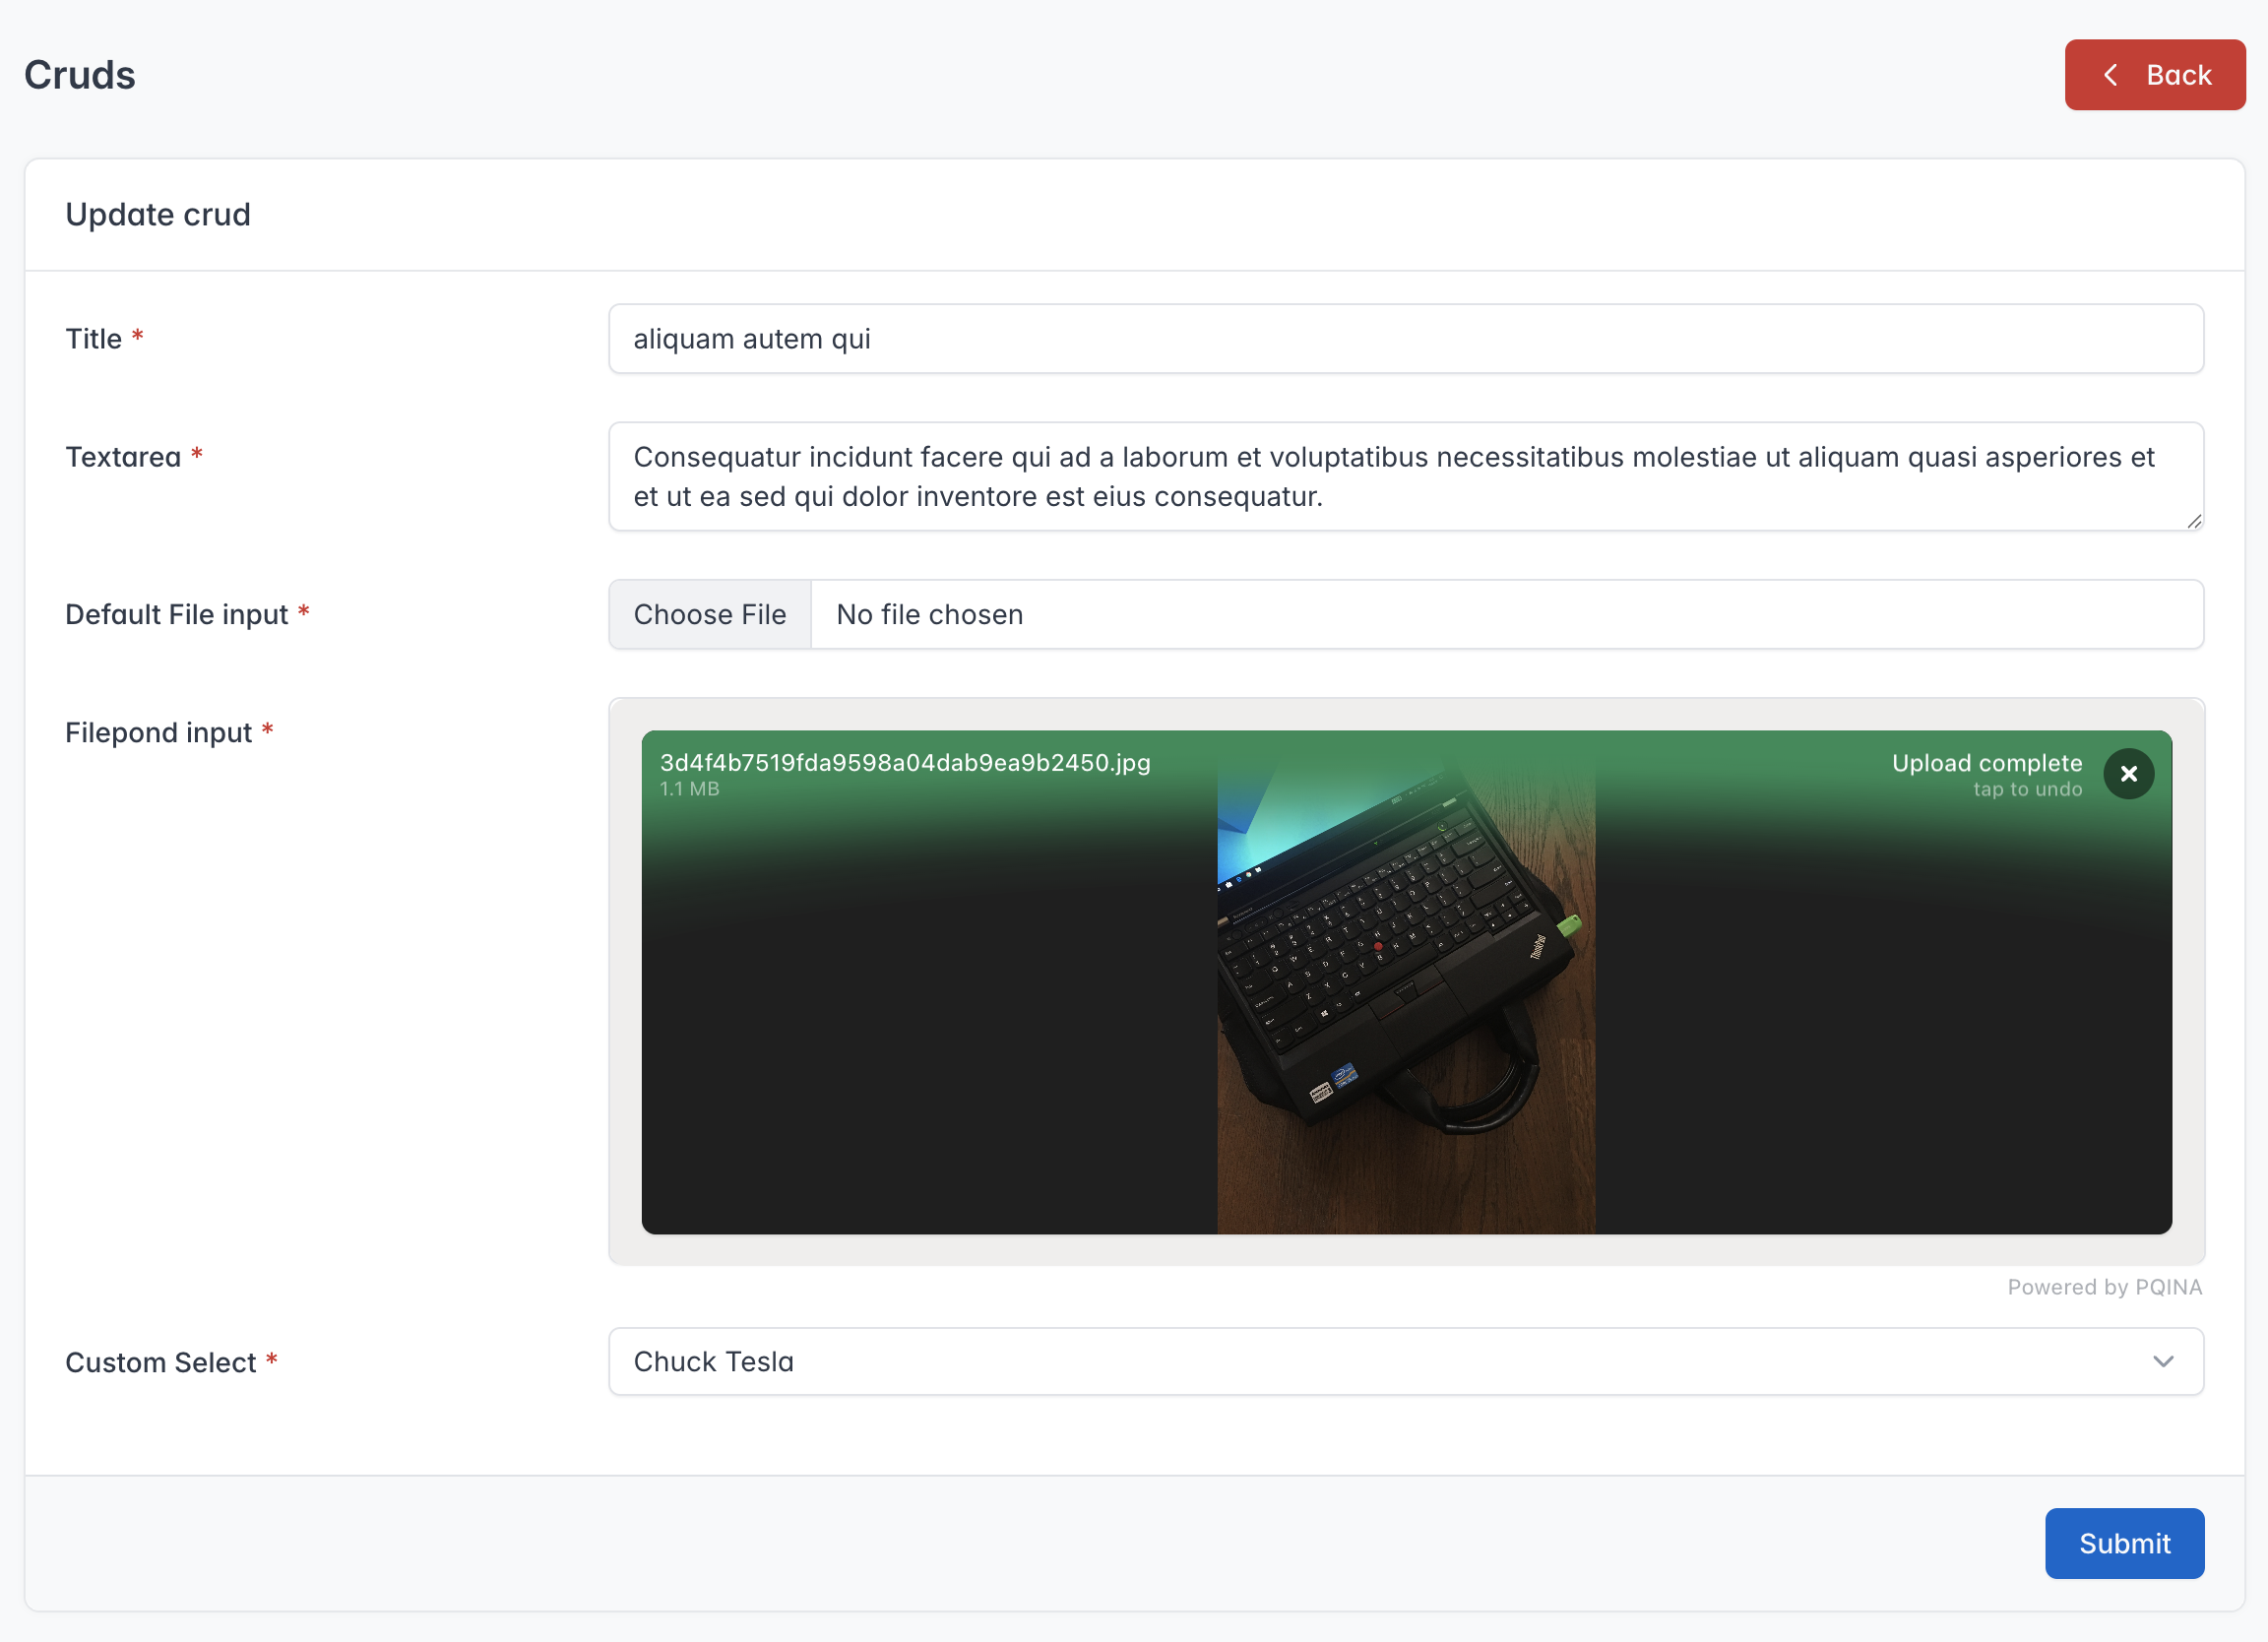 Cruds
Back
Update crud
Title *
aliquam autem qui
Textarea *
Consequatur incidunt facere qui ad a laborum et voluptatibus necessitatibus molestiae ut aliquam quasi asperiores et
et ut ea sed qui dolor inventore est eius consequatur.
Default File input *
Choose File
No file chosen
Filepond input *
3d4f4b7519fda9598a04dab9ea9b2450.jpg
1.1 MB
Upload complete
tap to undo
ThinkPad
Powered by PQINA
Custom Select *
Chuck Tesla
Submit